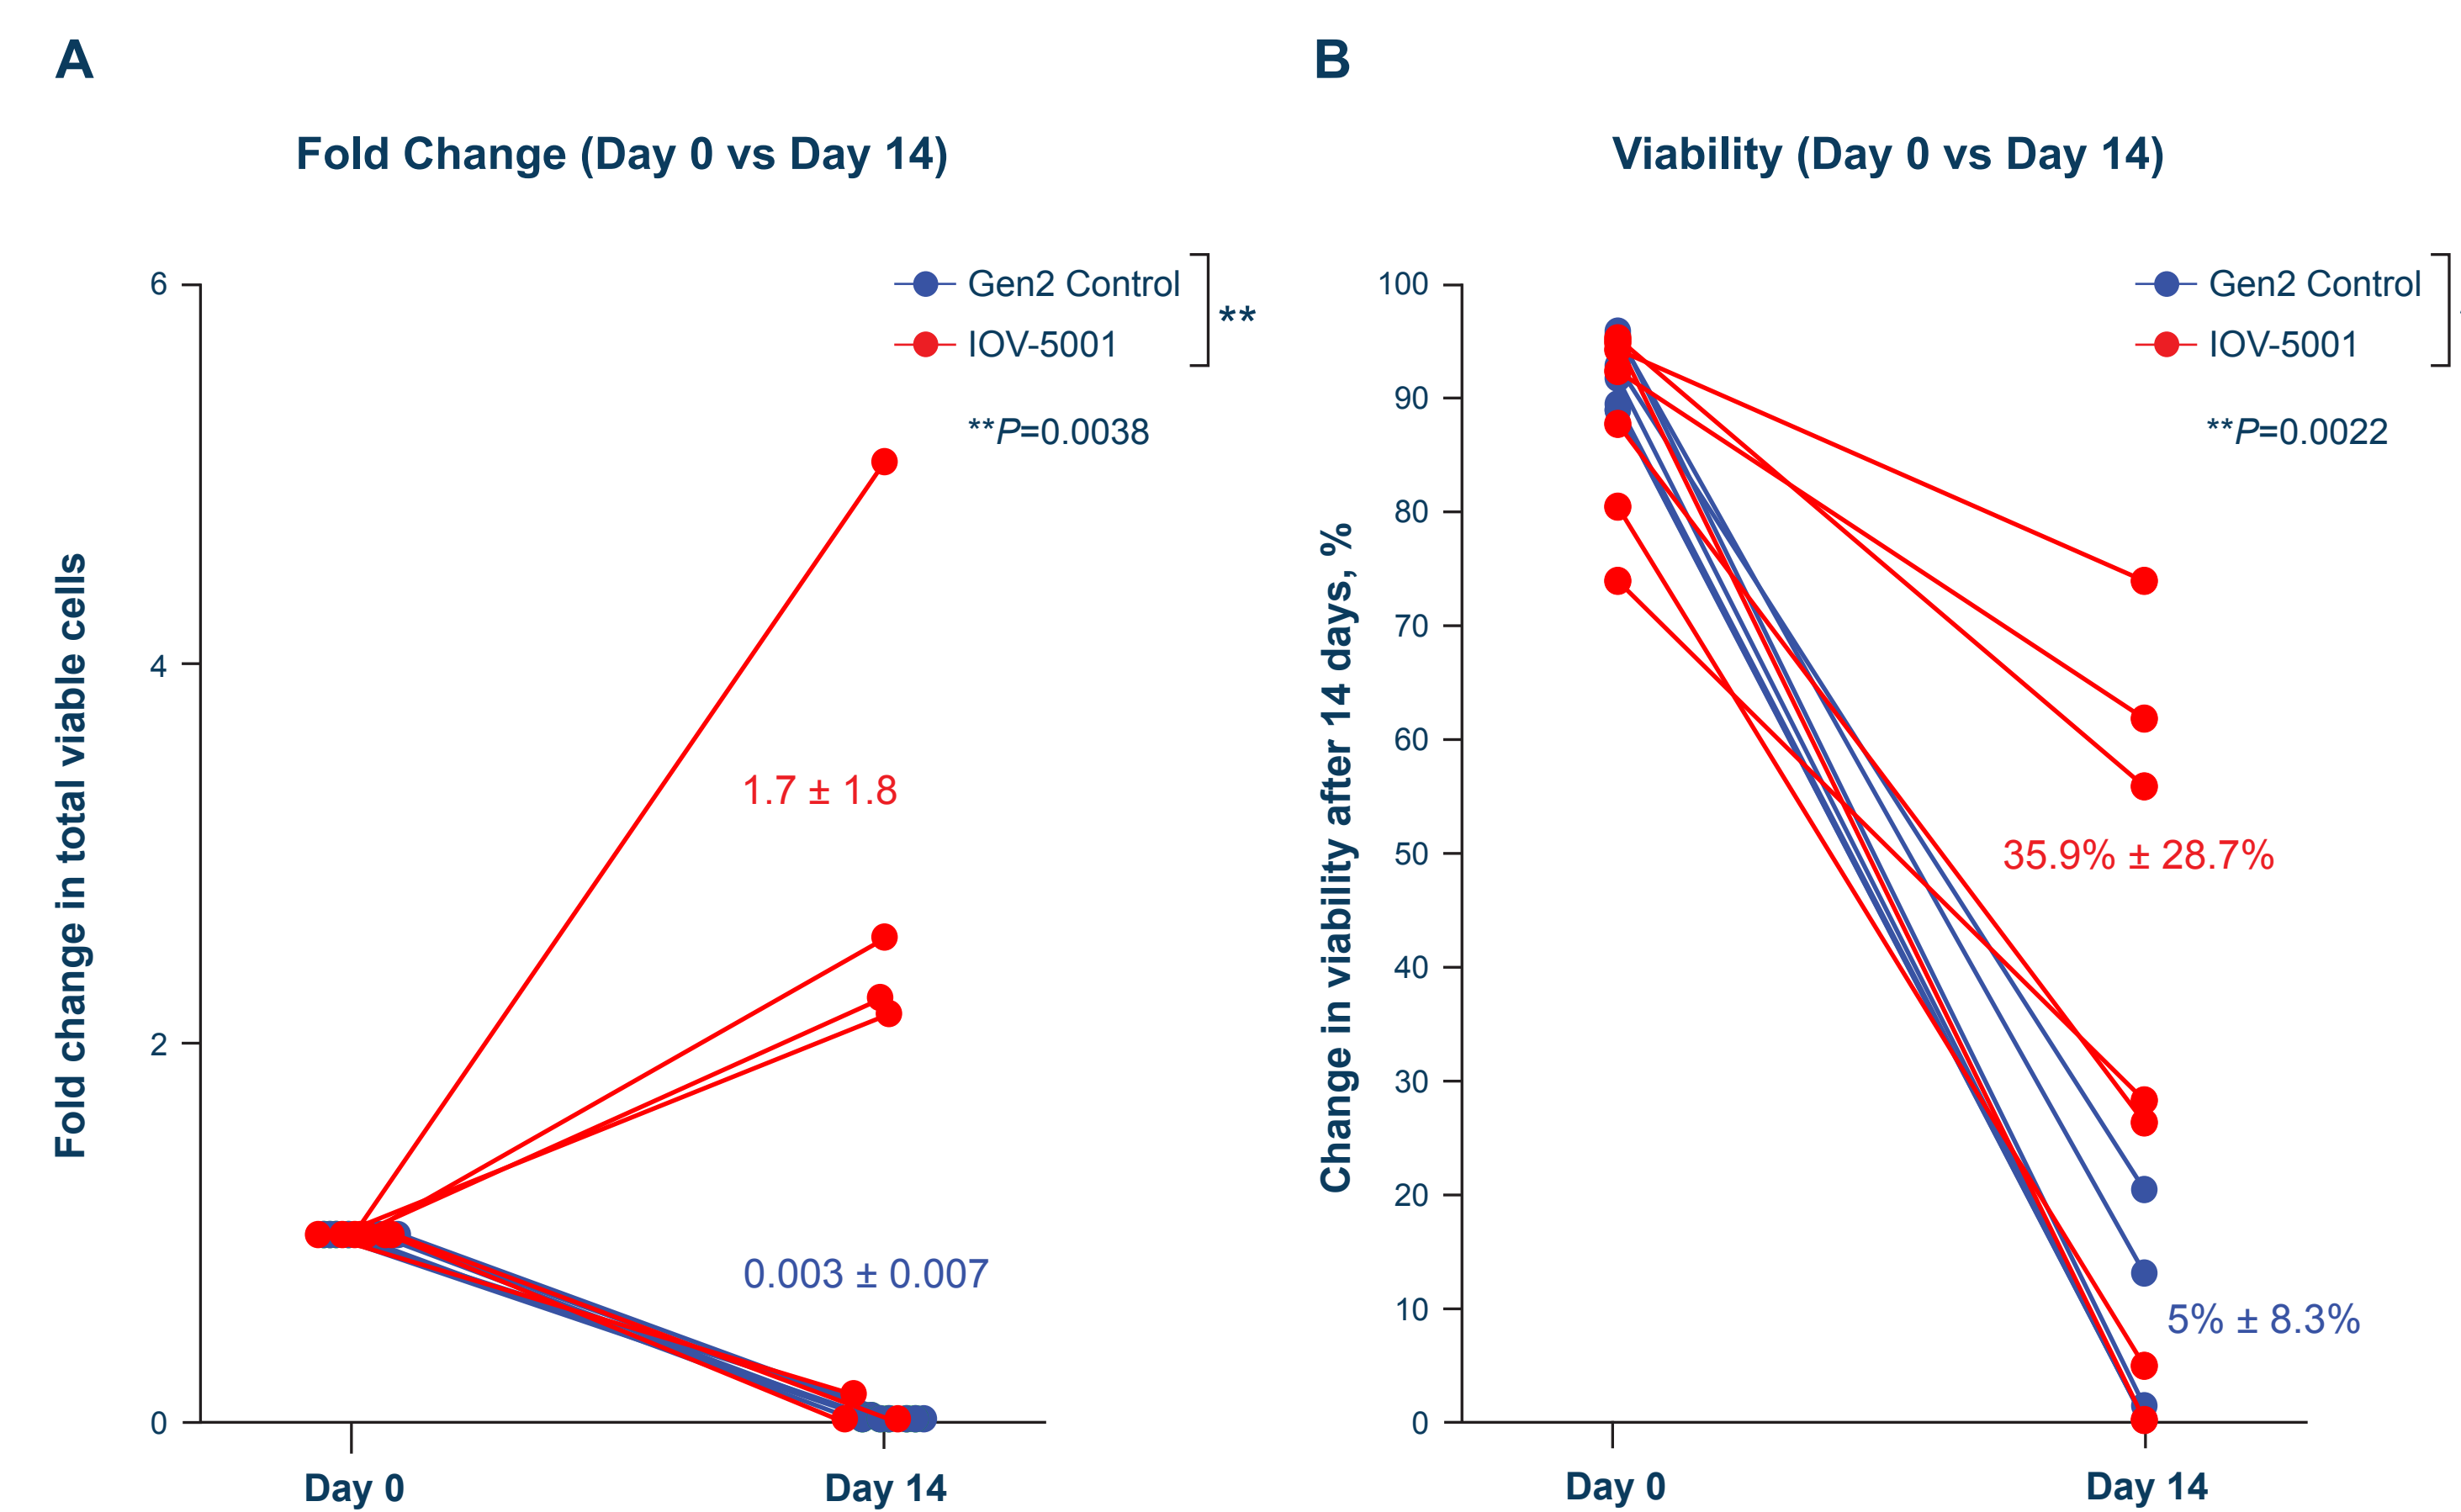 A
Fold Change (Day 0 vs Day 14)
Fold change in total viable cells
6
4
2
0
Gen2 Control
IOV-5001
**
**P=0.0038
1.7 ± 1.8
0.003 ± 0.007
Day 0
Day 14
B
Viability (Day 0 vs Day 14)
Change in viability after 14 days, %
100
90
80
70
60
50
40
30
20
10
0
Gen2 Control
IOV-5001
**P=0.0022
35.9% ± 28.7%
5% ± 8.3%
Day 0
Day 14